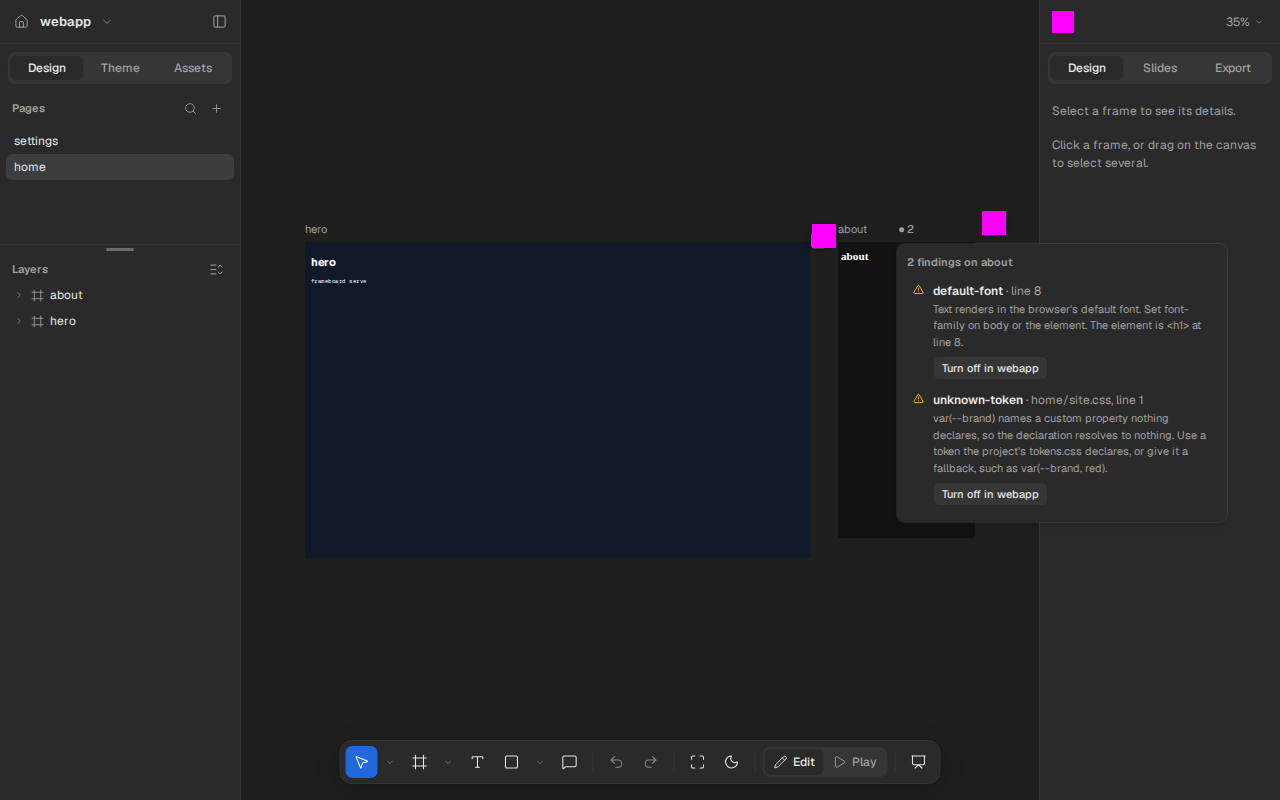 webapp
35%
Design
Theme
Assets
Design
Slides
Export
Pages
settings
home
Select a frame to see its details.
Click a frame, or drag on the canvas
to select several.
Layers
about
hero
hero
about
2
hero
frameboard serve
about
2 findings on about
default-font · line 8
Text renders in the browser's default font. Set font-
family on body or the element. The element is <h1> at
line 8.
Turn off in webapp
unknown-token · home/site.css, line 1
var(--brand) names a custom property nothing
declares, so the declaration resolves to nothing. Use a
token the project's tokens.css declares, or give it a
fallback, such as var(--brand, red).
Turn off in webapp
Edit
Play